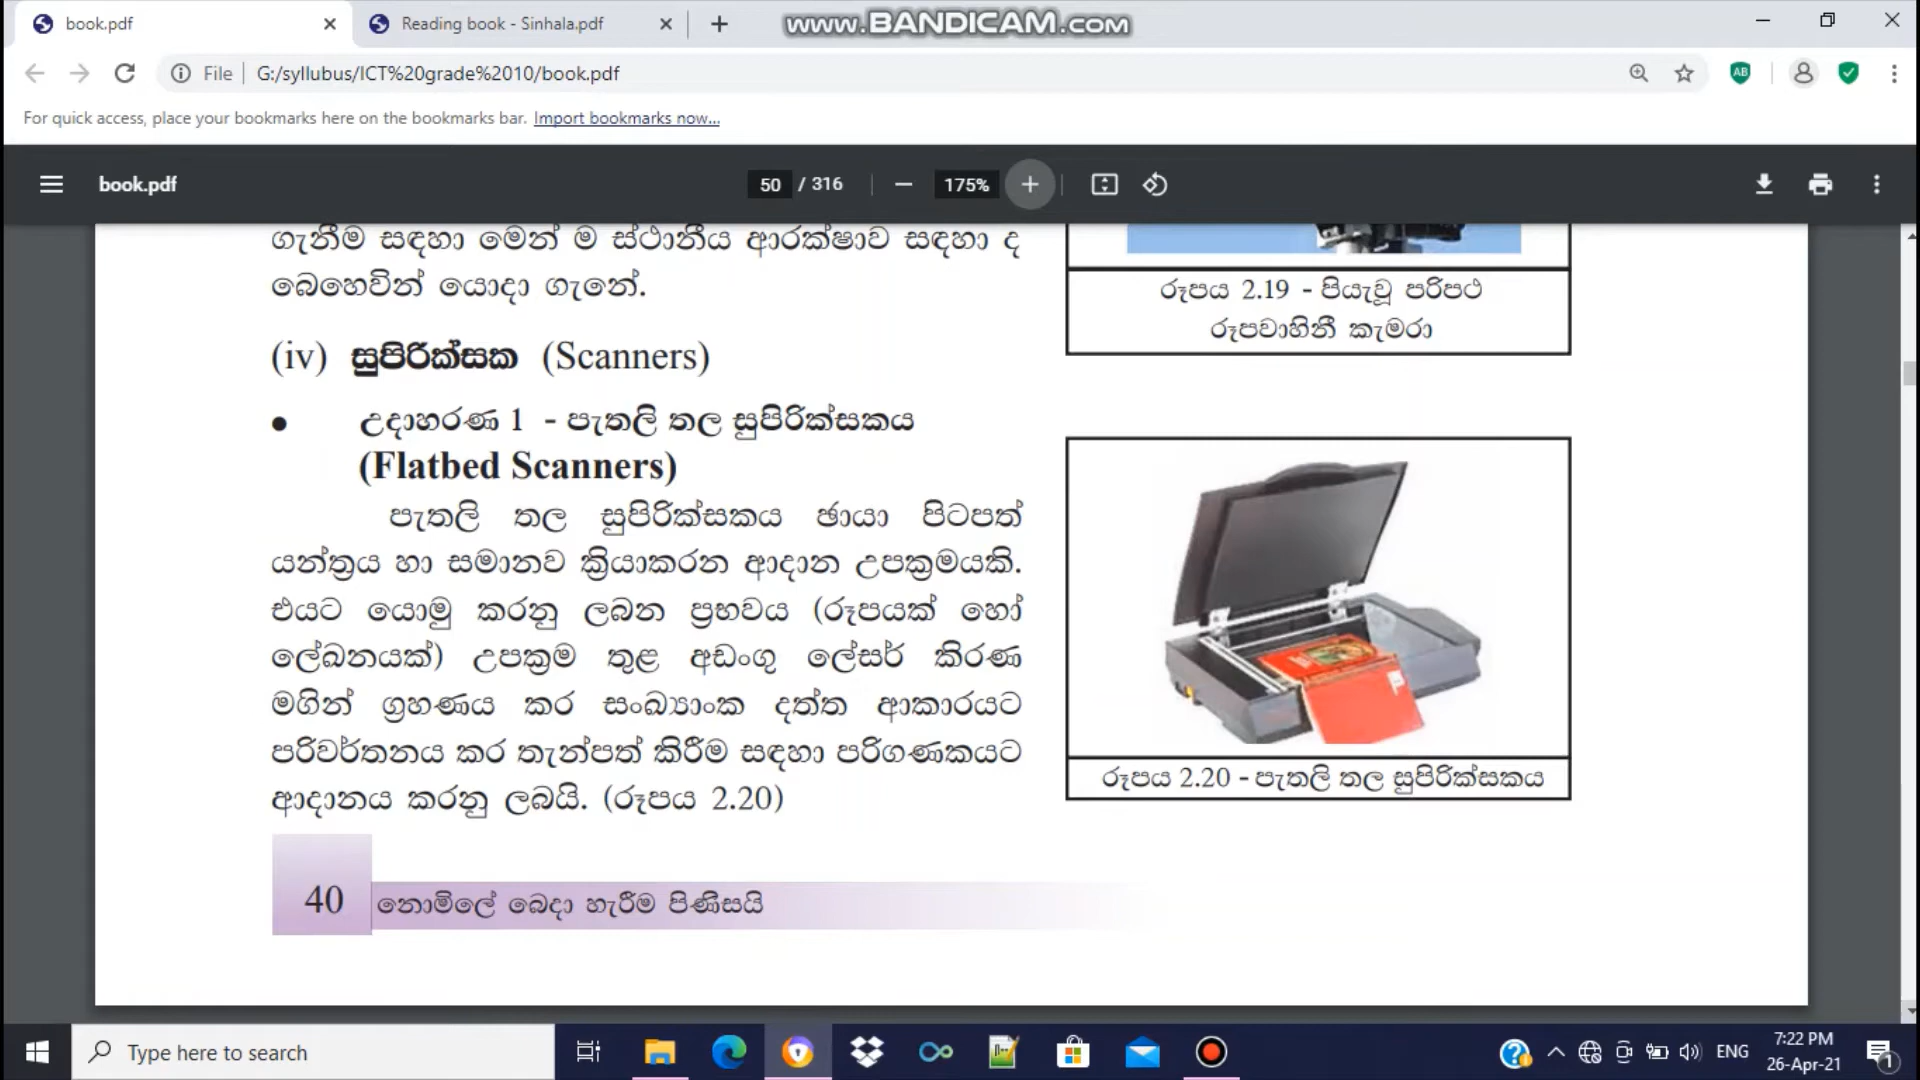 book.pdf
Reading book - Sinhala.pdf
www.BANDICAM.com
File
G:/syllubus/ICT%20grade%2010/book.pdf
AB
For quick access, place your bookmarks here on the bookmarks bar. Import bookmarks now...
book.pdf
50 / 316
175%
ගැනීම සඳහා මෙන් ම ස්ථානීය ආරක්ෂාව සඳහා ද
බෙහෙවින් යොදා ගැනේ.
රූපය 2.19 - පියැවූ පරිපථ
රූපවාහිනී කැමරා
(iv) සුපිරික්සක (Scanners)
● උදාහරණ 1 - පැතලි තල සුපිරික්සකය
(Flatbed Scanners)
පැතලි තල සුපිරික්සකය ඡායා පිටපත්
යන්ත්‍රය හා සමානව ක්‍රියාකරන ආදාන උපක්‍රමයකි.
එයට යොමු කරනු ලබන ප්‍රභවය (රූපයක් හෝ
ලේඛනයක්) උපක්‍රම තුළ අඩංගු ලේසර් කිරණ
මගින් ග්‍රහණය කර සංඛ්‍යාංක දත්ත ආකාරයට
පරිවර්තනය කර තැන්පත් කිරීම සඳහා පරිගණකයට
ආදානය කරනු ලබයි. (රූපය 2.20)
රූපය 2.20 - පැතලි තල සුපිරික්සකය
40
නොමිලේ බෙදා හැරීම පිණිසයි
Type here to search
ENG
7:22 PM
26-Apr-21
1